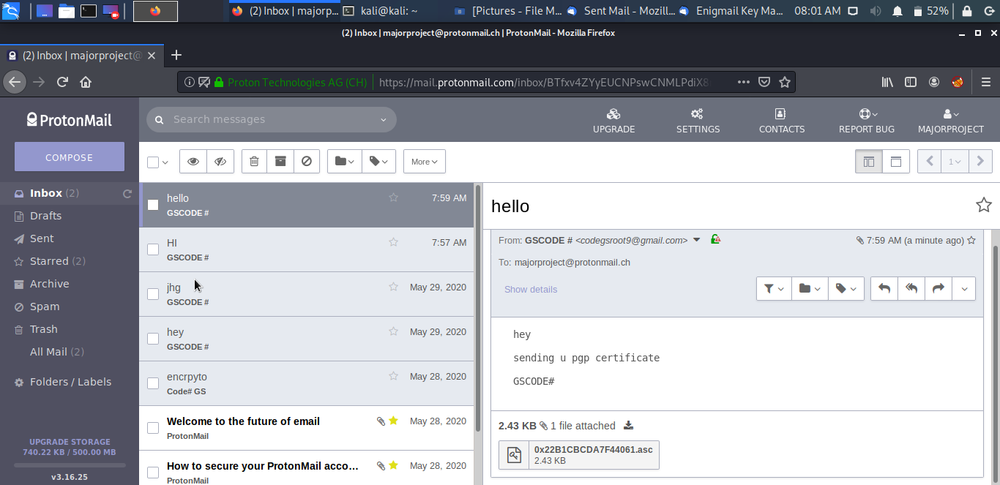 (2) Inbox | majorp...
kali@kali: ~
[Pictures - File M...
Sent Mail - Mozill...
Enigmail Key Ma...
08:01 AM
52%
(2) Inbox | majorproject@protonmail.ch | ProtonMail - Mozilla Firefox
(2) Inbox | majorproject@
Proton Technologies AG (CH)
https://mail.protonmail.com/inbox/BTfxv4ZYyEUCNPswCNMLPdiX8
ProtonMail
Search messages
UPGRADE
SETTINGS
CONTACTS
REPORT BUG
MAJORPROJECT
COMPOSE
More
1
Inbox (2)
Drafts
Sent
Starred (2)
Archive
Spam
Trash
All Mail (2)
Folders / Labels
UPGRADE STORAGE
740.22 KB / 500.00 MB
v3.16.25
hello 7:59 AM
GSCODE #
HI 7:57 AM
GSCODE #
jhg May 29, 2020
GSCODE #
hey May 29, 2020
GSCODE #
encrpyto May 28, 2020
Code# GS
Welcome to the future of email May 28, 2020
ProtonMail
How to secure your ProtonMail acco... May 28, 2020
ProtonMail
hello
From: GSCODE # <codegsroot9@gmail.com> 7:59 AM (a minute ago)
To: majorproject@protonmail.ch
Show details
hey
sending u pgp certificate
GSCODE#
2.43 KB 1 file attached
0x22B1CBCDA7F44061.asc
2.43 KB